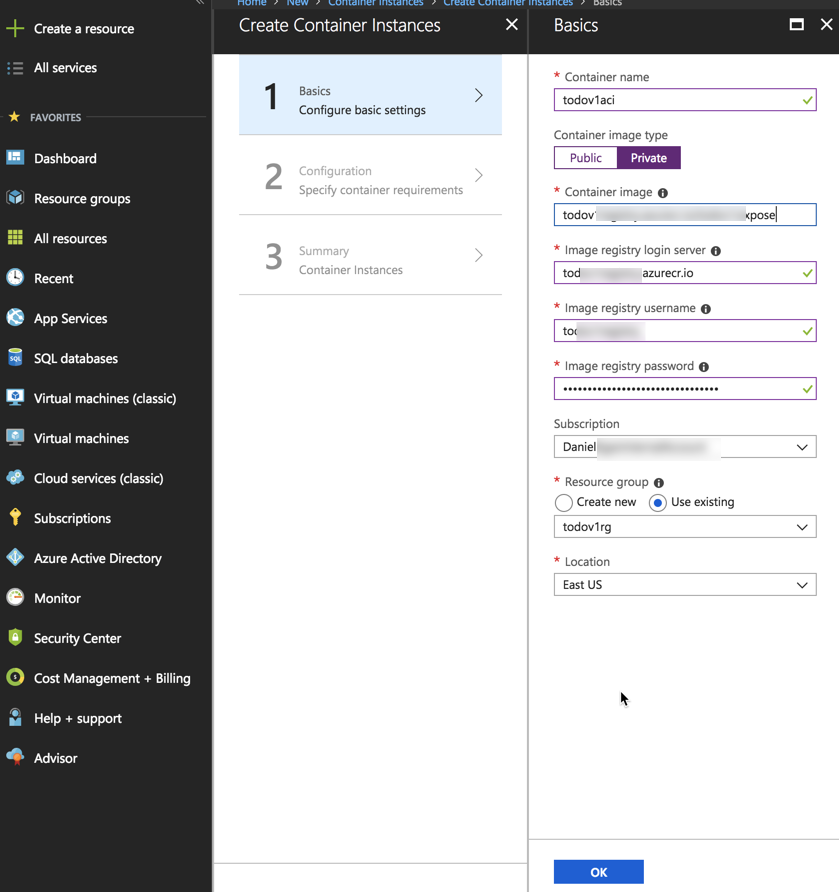 Home > New > Container Instances > Create Container Instances > Basics
Create a resource
All services
FAVORITES
Dashboard
Resource groups
All resources
Recent
App Services
SQL databases
Virtual machines (classic)
Virtual machines
Cloud services (classic)
Subscriptions
Azure Active Directory
Monitor
Security Center
Cost Management + Billing
Help + support
Advisor
Create Container Instances
1
Basics
Configure basic settings
2
Configuration
Specify container requirements
3
Summary
Container Instances
Basics
* Container name
todov1aci
Container image type
Public
Private
* Container image
todov xpose
* Image registry login server
tod azurecr.io
* Image registry username
* Image registry password
•••••••••••••••••••••••••••••••••
Subscription
Daniel
* Resource group
Create new
Use existing
todov1rg
* Location
East US
OK